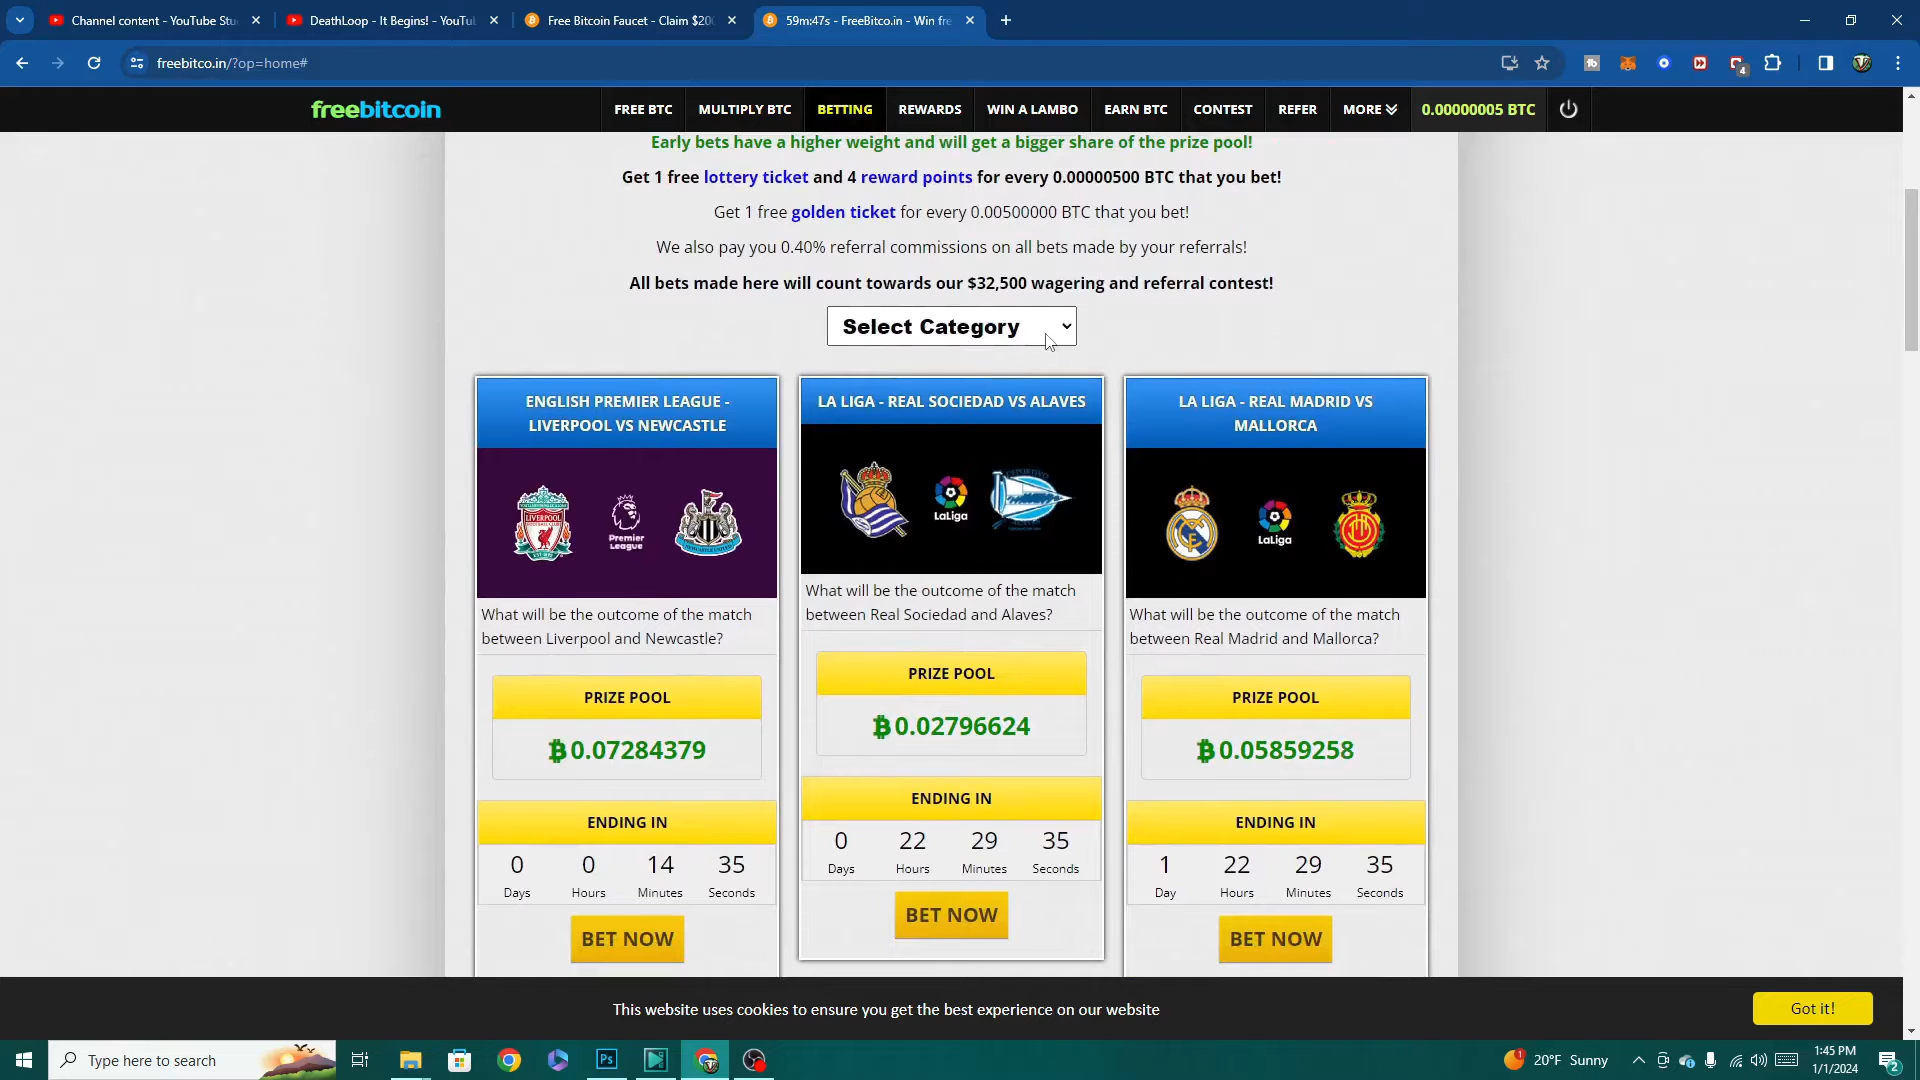 Channel content - YouTube Stu
DeathLoop - It Begins! - YouTu
Free Bitcoin Faucet - Claim $200
59m:47s - FreeBitco.in - Win fre
freebitco.in/?op=home#
4
freebitcoin
FREE BTC
MULTIPLY BTC
BETTING
REWARDS
WIN A LAMBO
EARN BTC
CONTEST
REFER
MORE
0.00000005 BTC
Early bets have a higher weight and will get a bigger share of the prize pool!
Get 1 free lottery ticket and 4 reward points for every 0.00000500 BTC that you bet!
Get 1 free golden ticket for every 0.00500000 BTC that you bet!
We also pay you 0.40% referral commissions on all bets made by your referrals!
All bets made here will count towards our $32,500 wagering and referral contest!
Select Category
ENGLISH PREMIER LEAGUE -
LIVERPOOL VS NEWCASTLE
Premier
League
What will be the outcome of the match
between Liverpool and Newcastle?
PRIZE POOL
₿0.07284379
ENDING IN
0 0 14 35
Days Hours Minutes Seconds
BET NOW
LA LIGA - REAL SOCIEDAD VS ALAVES
LaLiga
What will be the outcome of the match
between Real Sociedad and Alaves?
PRIZE POOL
₿0.02796624
ENDING IN
0 22 29 35
Days Hours Minutes Seconds
BET NOW
LA LIGA - REAL MADRID VS
MALLORCA
LaLiga
What will be the outcome of the match
between Real Madrid and Mallorca?
PRIZE POOL
₿0.05859258
ENDING IN
1 22 29 35
Day Hours Minutes Seconds
BET NOW
This website uses cookies to ensure you get the best experience on our website
Got it!
Type here to search
Ps
1
20°F Sunny
1:45 PM
1/1/2024
2